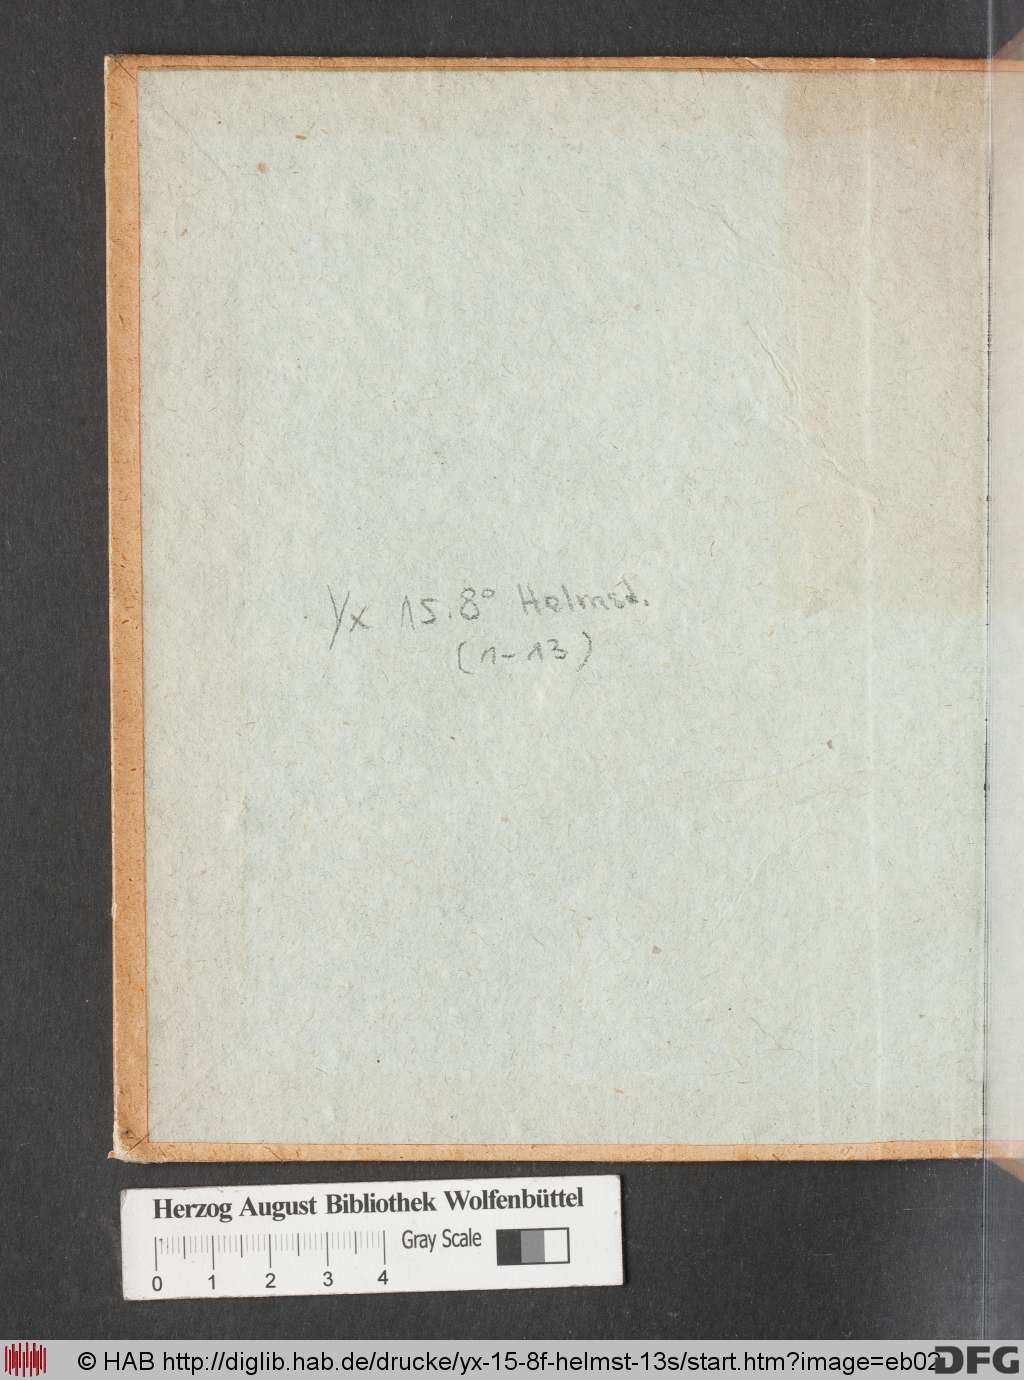 Yx 15.8° Helmst.
(1-13)
Herzog August Bibliothek Wolfenbüttel
Gray Scale
0 1 2 3 4
© HAB http://diglib.hab.de/drucke/yx-15-8f-helmst-13s/start.htm?image=eb02
DFG